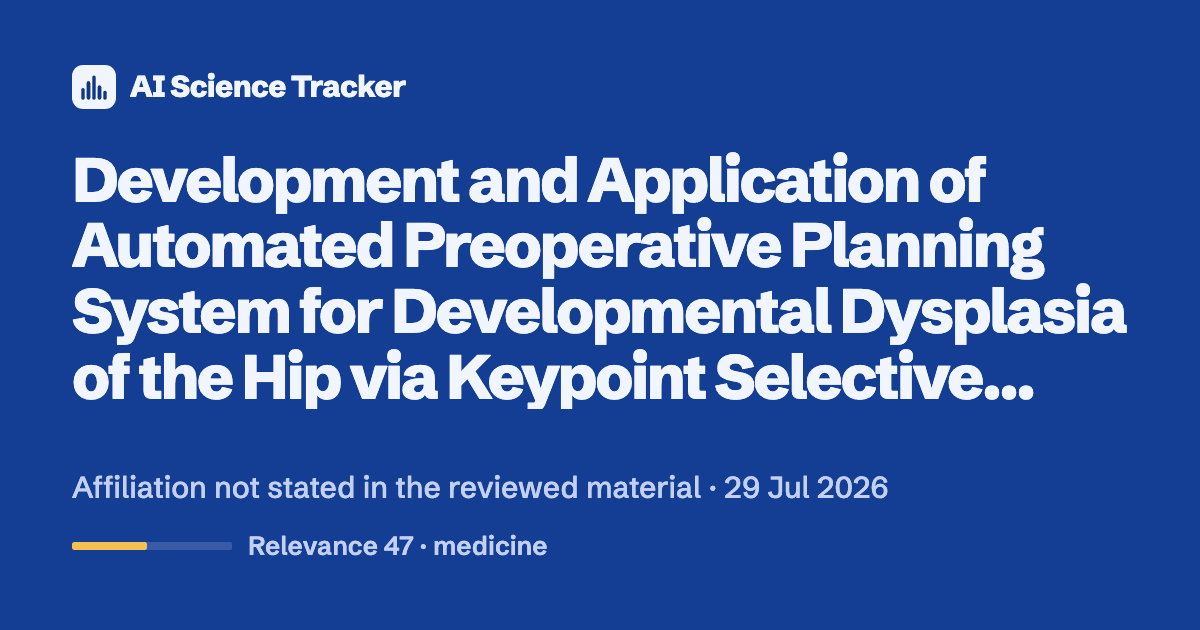 AI Science Tracker
Development and Application of
Automated Preoperative Planning
System for Developmental Dysplasia
of the Hip via Keypoint Selective...
Affiliation not stated in the reviewed material · 29 Jul 2026
Relevance 47 · medicine